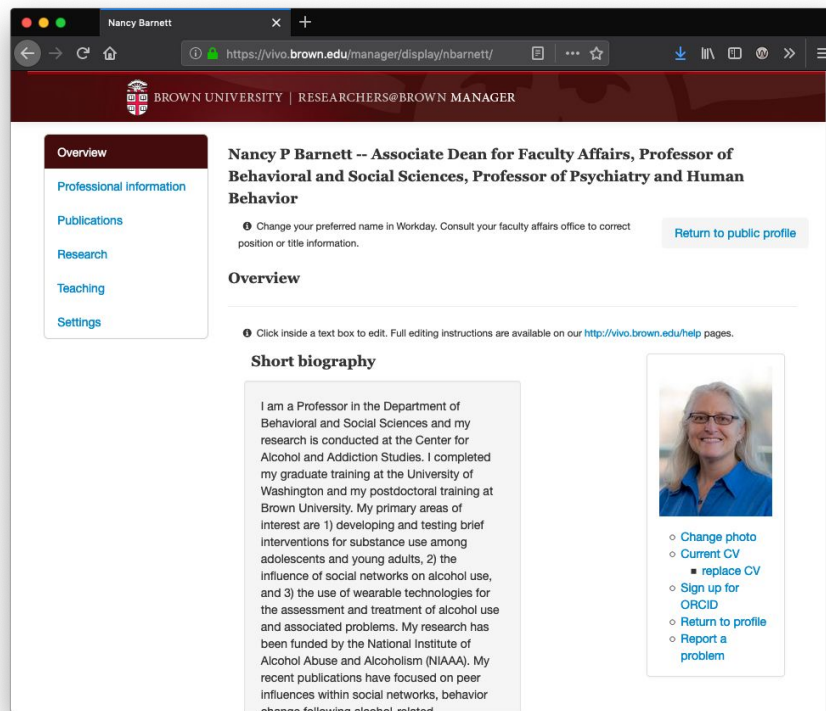 Nancy Barnett
https://vivo.brown.edu/manager/display/nbarnett/
BROWN UNIVERSITY | RESEARCHERS@BROWN MANAGER
Overview
Professional information
Publications
Research
Teaching
Settings
Nancy P Barnett -- Associate Dean for Faculty Affairs, Professor of
Behavioral and Social Sciences, Professor of Psychiatry and Human
Behavior
Change your preferred name in Workday. Consult your faculty affairs office to correct
position or title information.
Return to public profile
Overview
Click inside a text box to edit. Full editing instructions are available on our http://vivo.brown.edu/help pages.
Short biography
I am a Professor in the Department of
Behavioral and Social Sciences and my
research is conducted at the Center for
Alcohol and Addiction Studies. I completed
my graduate training at the University of
Washington and my postdoctoral training at
Brown University. My primary areas of
interest are 1) developing and testing brief
interventions for substance use among
adolescents and young adults, 2) the
influence of social networks on alcohol use,
and 3) the use of wearable technologies for
the assessment and treatment of alcohol use
and associated problems. My research has
been funded by the National Institute of
Alcohol Abuse and Alcoholism (NIAAA). My
recent publications have focused on peer
influences within social networks, behavior
change following alcohol-related
Change photo
Current CV
replace CV
Sign up for
ORCID
Return to profile
Report a
problem